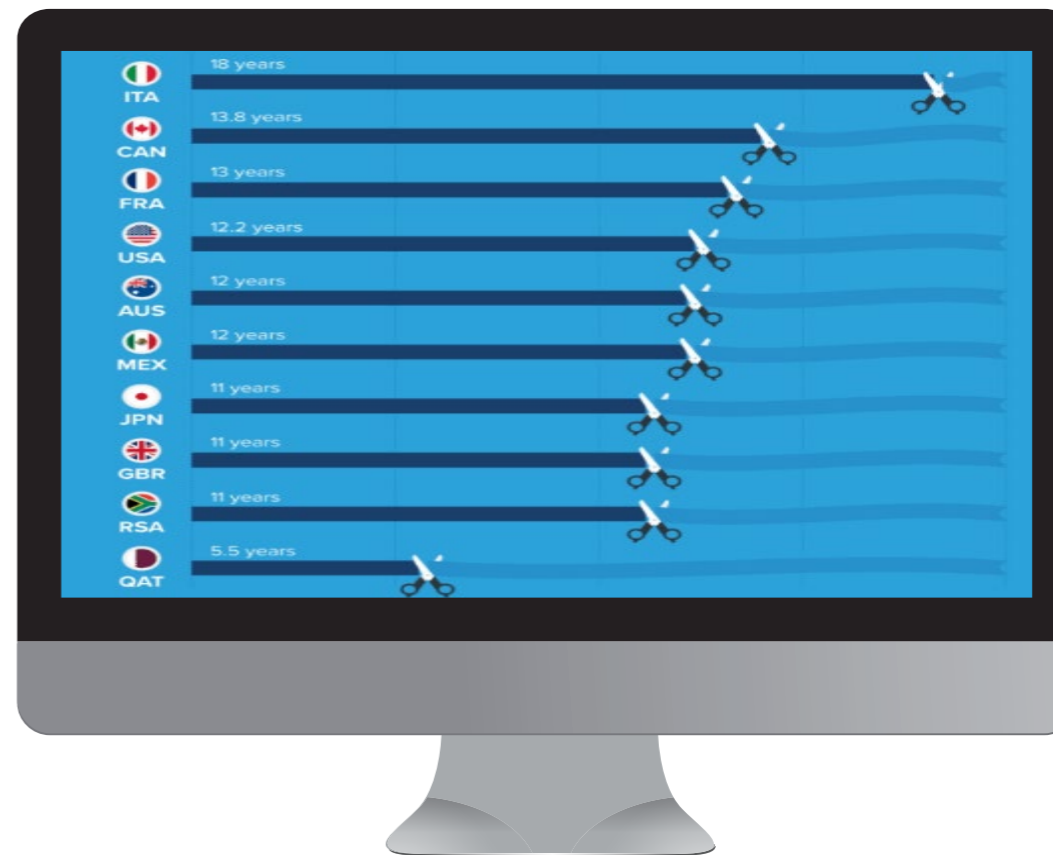 18 years
ITA
13.8 years
CAN
13 years
FRA
12.2 years
USA
12 years
AUS
12 years
MEX
11 years
JPN
11 years
GBR
11 years
RSA
5.5 years
QAT